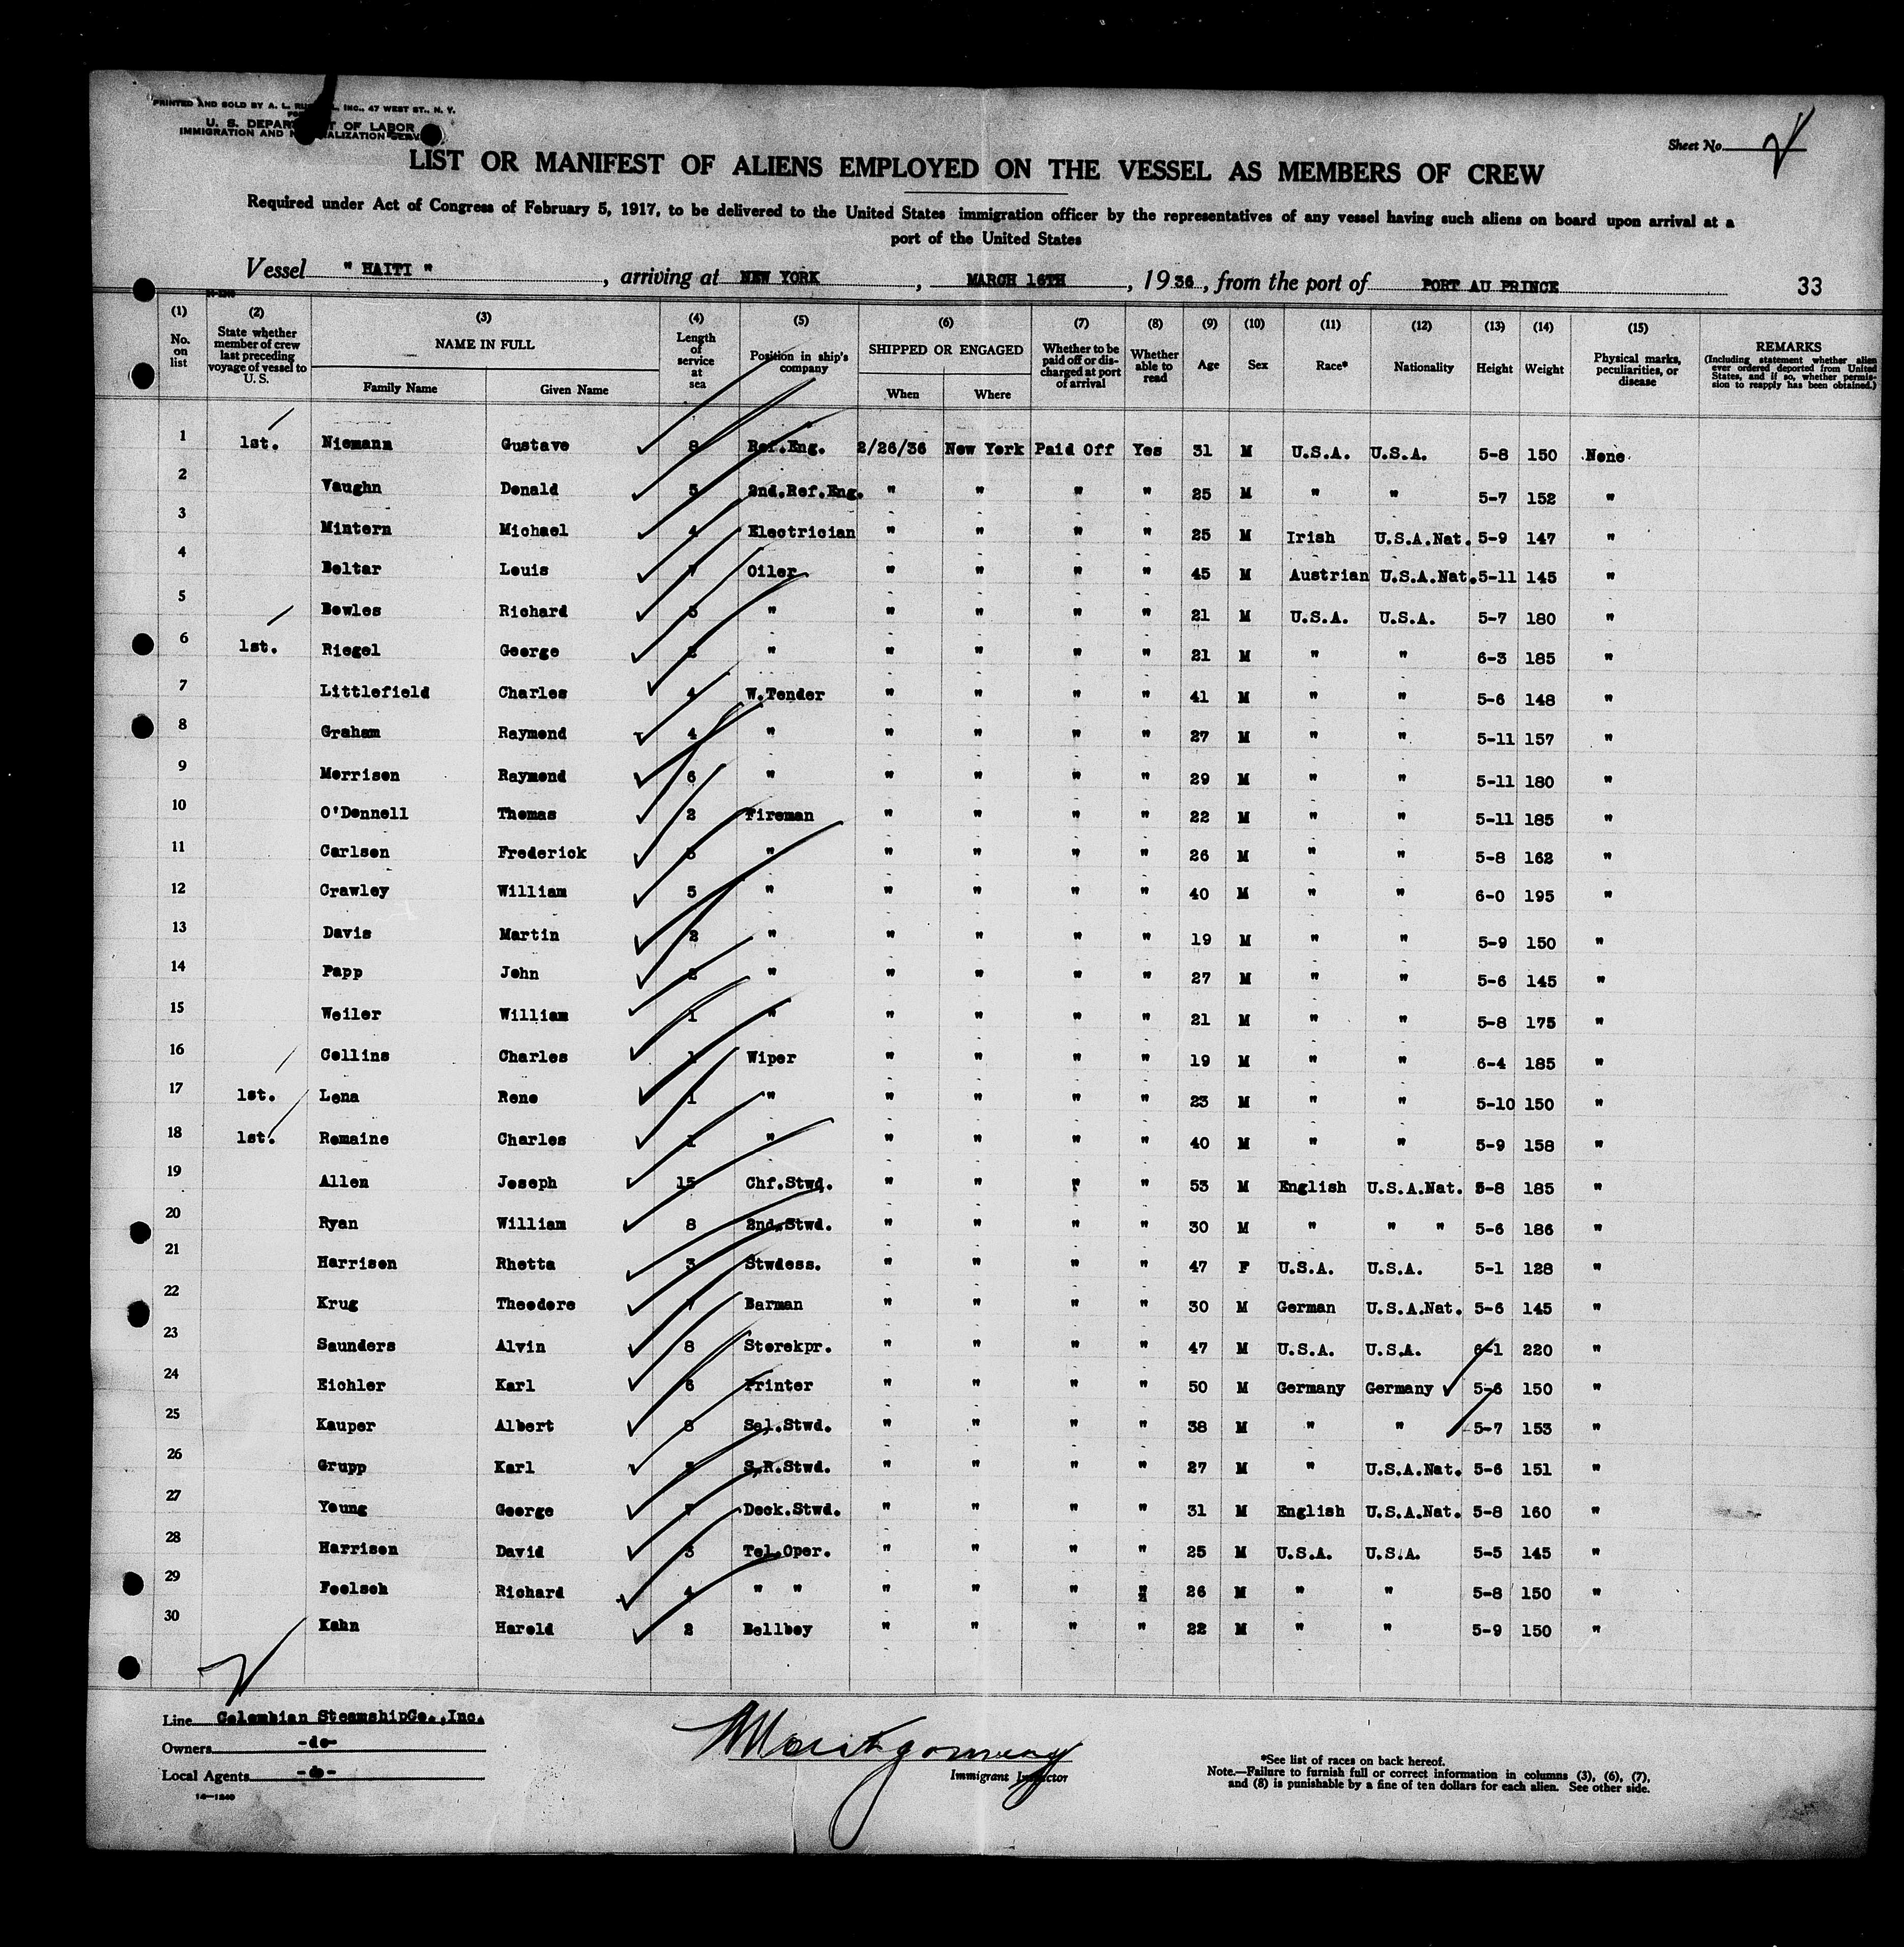 PRINTED AND SOLD BY A. L. INC., 47 WEST ST., N. Y.
U. S. OF LABOR
IMMIGRATION AND
Sheet No.
LIST OR MANIFEST OF ALIENS EMPLOYED ON THE VESSEL AS MEMBERS OF CREW
Required under Act of Congress of February 5, 1917, to be delivered to the United States immigration officer by the representatives of any vessel having such aliens on board upon arrival at a
port of the United States
Vessel " HAITI ", arriving at NEW YORK, MARCH 16TH, 1936, from the port of PORT AU PRINCE 33
(1) No. on list (2) State whether member of crew last preceding voyage of vessel to U. S. (3) NAME IN FULL Family Name Given Name (4) Length of service at sea (5) Position in ship's company (6) SHIPPED OR ENGAGED When Where (7) Whether to be paid off or discharged at port of arrival (8) Whether able to read (9) Age (10) Sex (11) Race* (12) Nationality (13) Height (14) Weight (15) Physical marks, peculiarities, or disease REMARKS (Including statement whether alien ever ordered deported from United States, and if so, whether permission to reapply has been obtained.)
1 1st. Niemann Gustave 8 Ref.Eng. 2/26/36 New York Paid Off Yes 31 M U.S.A. U.S.A. 5-8 150 None
2 Vaughn Donald 5 2nd.Ref.Eng. " " " " 25 M " " 5-7 152 "
3 Mintern Michael 4 Electrician " " " " 25 M Irish U.S.A.Nat. 5-9 147 "
4 Beltar Louis 7 Oiler " " " " 45 M Austrian U.S.A.Nat. 5-11 145 "
5 Bowles Richard " " " " " 21 M U.S.A. U.S.A. 5-7 180 "
6 1st. Riegel George 2 " " " " " 21 M " " 6-3 185 "
7 Littlefield Charles 4 W.Tender " " " " 41 M " " 5-6 148 "
8 Graham Raymond 4 " " " " " 27 M " " 5-11 157 "
9 Morrison Raymond 6 " " " " " 29 M " " 5-11 180 "
10 O'Donnell Thomas 2 Fireman " " " " 22 M " " 5-11 185 "
11 Carlson Frederick " " " " " 26 M " " 5-8 162 "
12 Crawley William 5 " " " " " 40 M " " 6-0 195 "
13 Davis Martin 2 " " " " " 19 M " " 5-9 150 "
14 Papp John 2 " " " " " 27 M " " 5-6 145 "
15 Weiler William 1 " " " " " 21 M " " 5-8 175 "
16 Collins Charles 1 Wiper " " " " 19 M " " 6-4 185 "
17 1st. Lena Rene 1 " " " " " 23 M " " 5-10 150 "
18 1st. Romaine Charles 1 " " " " " 40 M " " 5-9 158 "
19 Allen Joseph 15 Chf.Stwd. " " " " 53 M English U.S.A.Nat. 5-8 185 "
20 Ryan William 8 2nd.Stwd. " " " " 30 M " " " 5-6 186 "
21 Harrison Rhetta 3 Stwdess. " " " " 47 F U.S.A. U.S.A. 5-1 128 "
22 Krug Theodore 7 Barman " " " " 30 M German U.S.A.Nat. 5-6 145 "
23 Saunders Alvin 8 Storekpr. " " " " 47 M U.S.A. U.S.A. 6-1 220 "
24 Eichler Karl 6 Printer " " " " 50 M Germany Germany 5-6 150 "
25 Kauper Albert 8 Sal.Stwd. " " " " 38 M " " 5-7 153 "
26 Grupp Karl S.R.Stwd. " " " " 27 M " U.S.A.Nat. 5-6 151 "
27 Young George 7 Deck.Stwd. " " " " 31 M English U.S.A.Nat. 5-8 160 "
28 Harrison David 3 Tel.Oper. " " " " 25 M U.S.A. U.S.A. 5-5 145 "
29 Foelsch Richard 4 " " " " " " 26 M " " 5-8 150 "
30 Kahn Harold 2 Bellboy " " " " 22 M " " 5-9 150 "
Line Colombian SteamshipCo.,Inc.
Owners -do-
Local Agents -do-
14-1240
Montgomery
Immigrant Inspector
*See list of races on back hereof.
Note.—Failure to furnish full or correct information in columns (3), (6), (7),
and (8) is punishable by a fine of ten dollars for each alien. See other side.